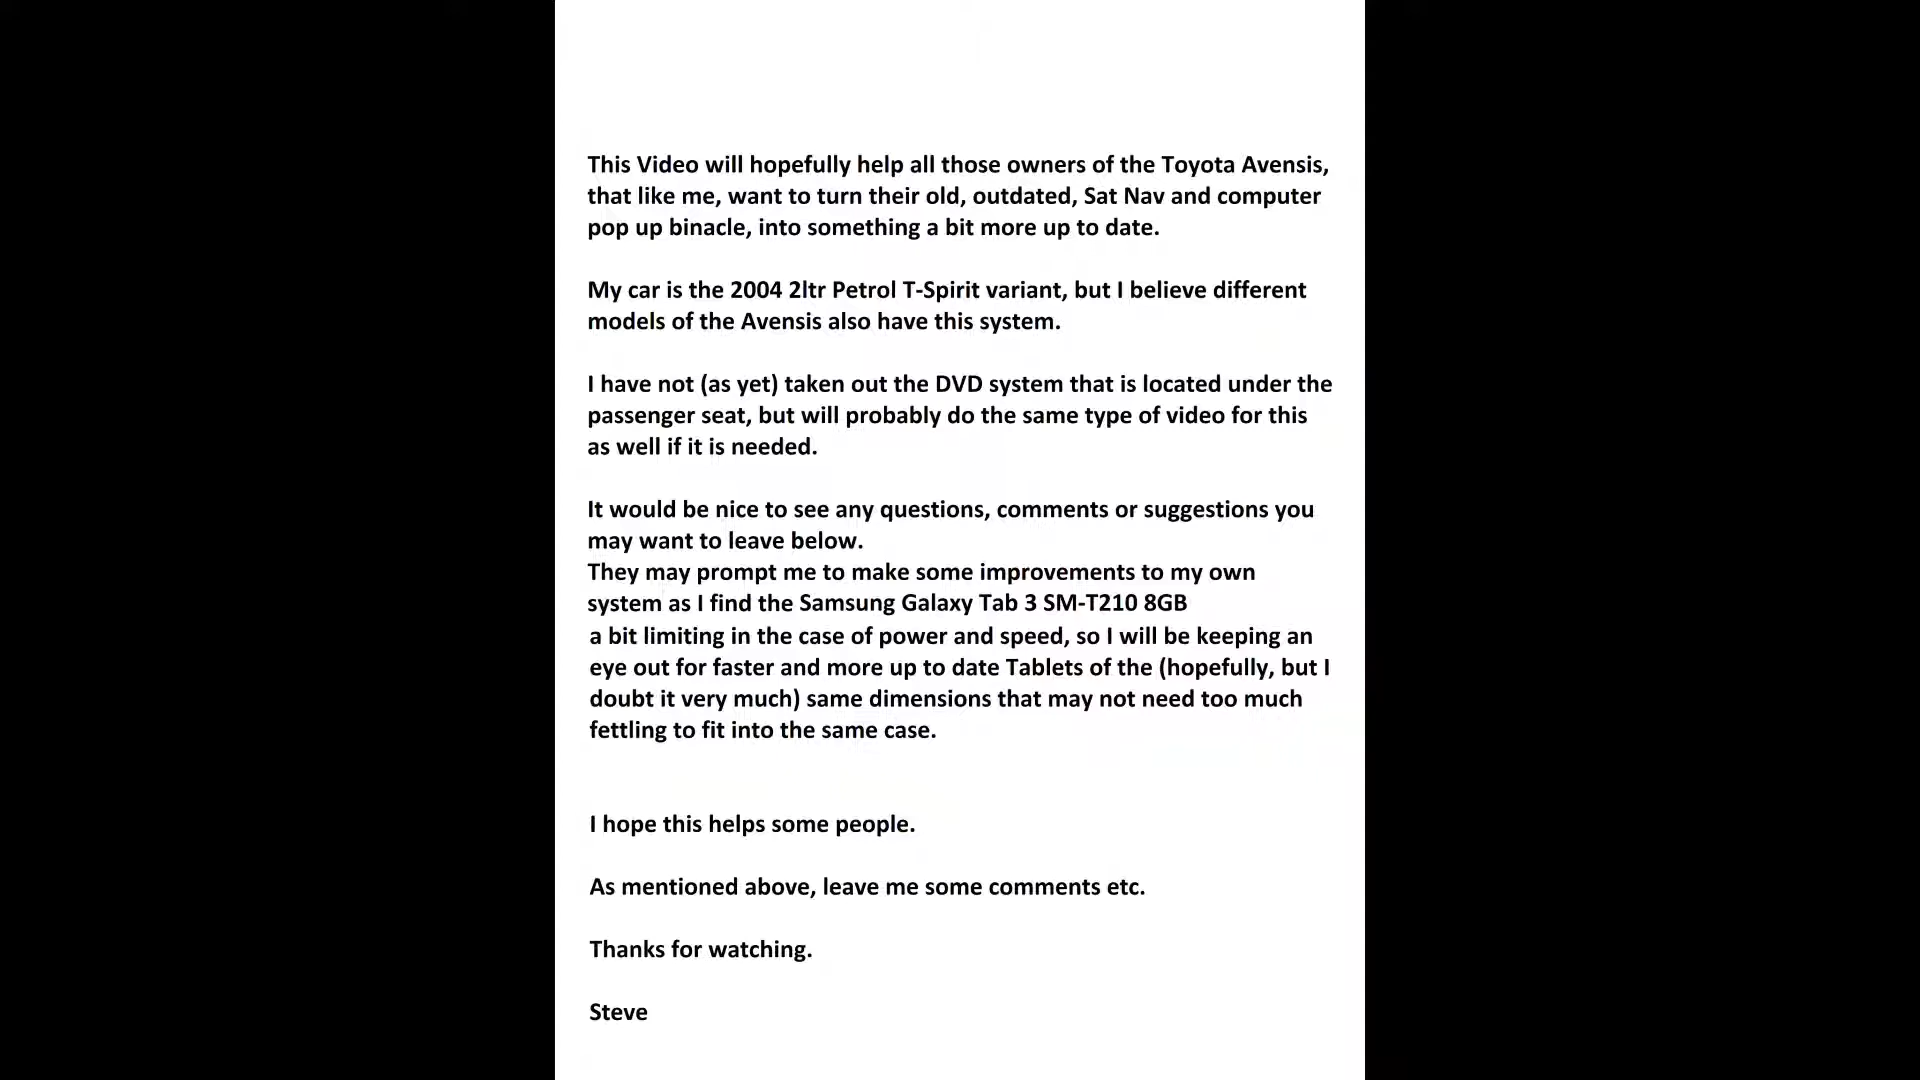 This Video will hopefully help all those owners of the Toyota Avensis,
that like me, want to turn their old, outdated, Sat Nav and computer
pop up binacle, into something a bit more up to date.
My car is the 2004 2ltr Petrol T-Spirit variant, but I believe different
models of the Avensis also have this system.
I have not (as yet) taken out the DVD system that is located under the
passenger seat, but will probably do the same type of video for this
as well if it is needed.
It would be nice to see any questions, comments or suggestions you
may want to leave below.
They may prompt me to make some improvements to my own
system as I find the Samsung Galaxy Tab 3 SM-T210 8GB
a bit limiting in the case of power and speed, so I will be keeping an
eye out for faster and more up to date Tablets of the (hopefully, but I
doubt it very much) same dimensions that may not need too much
fettling to fit into the same case.
I hope this helps some people.
As mentioned above, leave me some comments etc.
Thanks for watching.
Steve